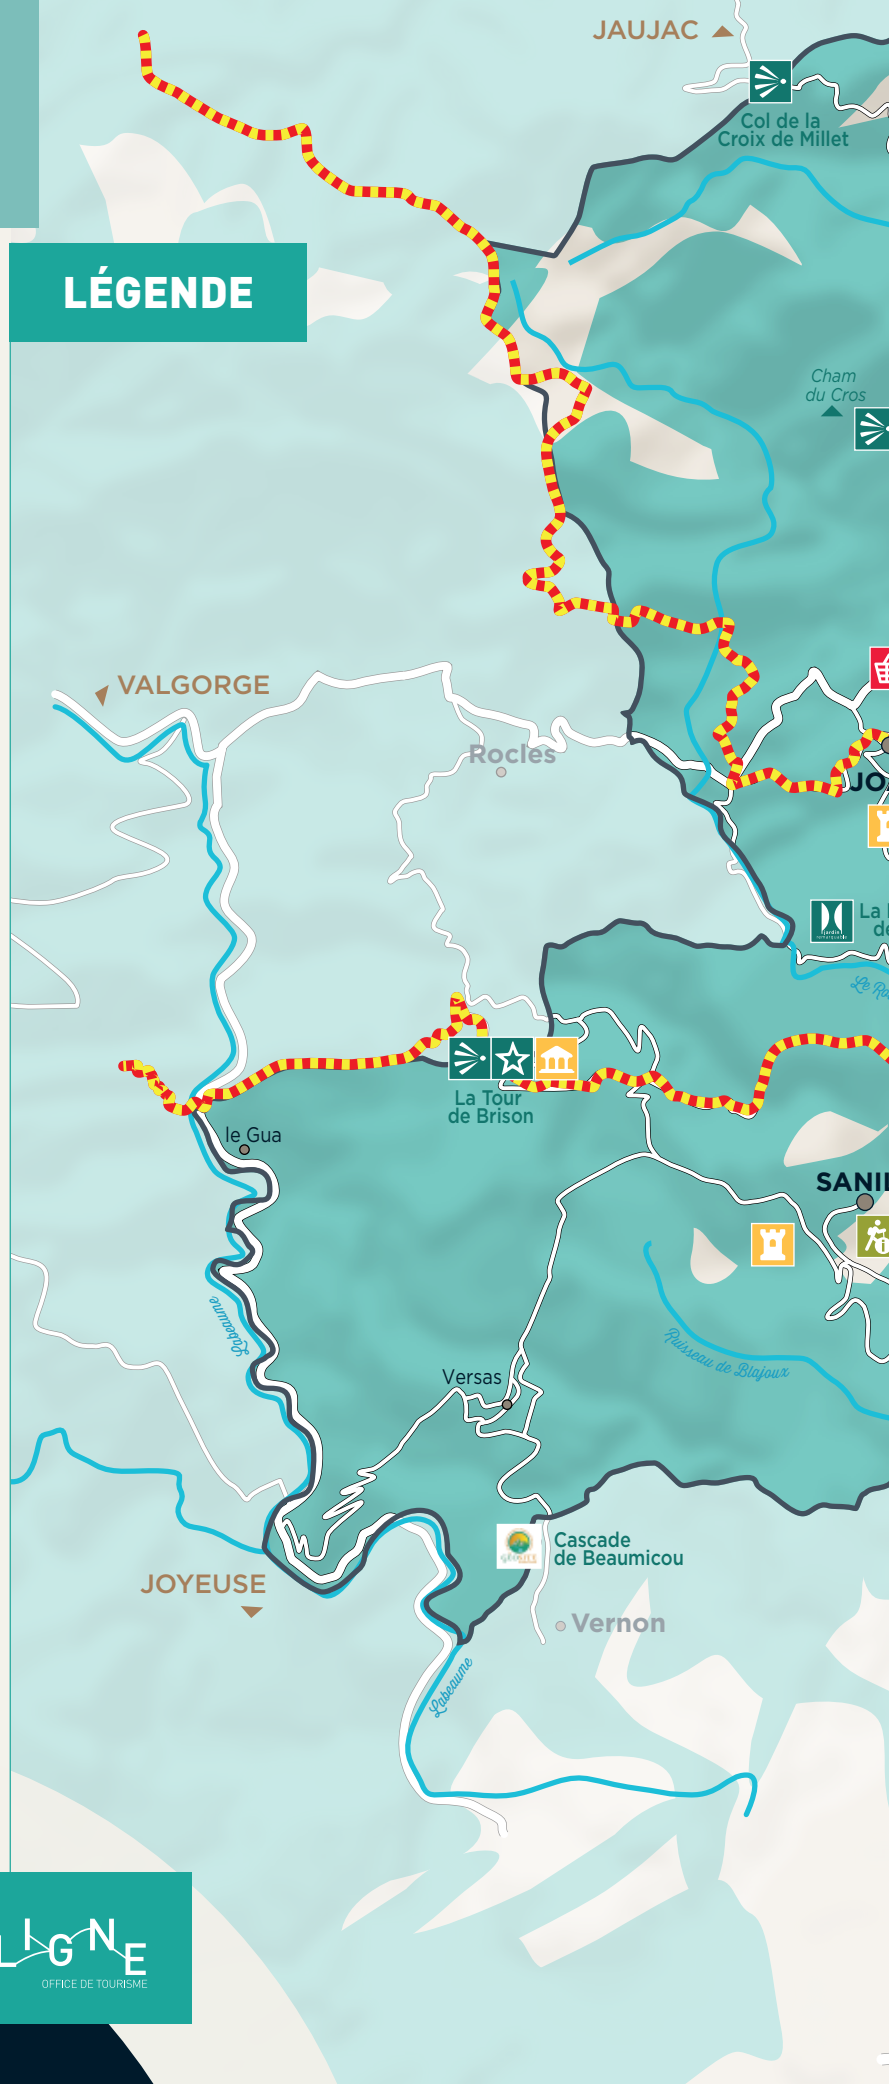 JAUJAC
Col de la
Croix de Millet
LÉGENDE
Cham
du Cros
VALGORGE
Rocles
La Tour
de Brison
le Gua
Labeaume
Versas
Ruisseau de Blajoux
Cascade
de Beaumicou
JOYEUSE
Vernon
Labeaume
IGNE
OFFICE DE TOURISME